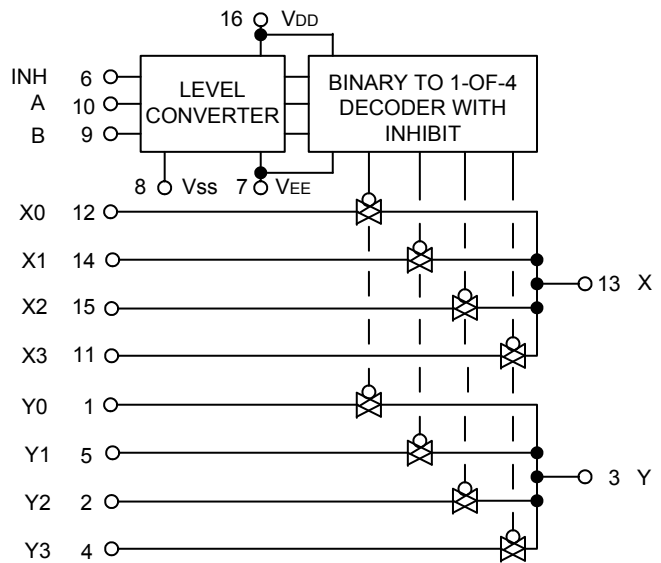 16 VDD
INH 6
A 10
B 9
LEVEL
CONVERTER
BINARY TO 1-OF-4
DECODER WITH
INHIBIT
8 Vss 7 VEE
X0 12
X1 14
13 X
X2 15
X3 11
Y0 1
Y1 5
3 Y
Y2 2
Y3 4